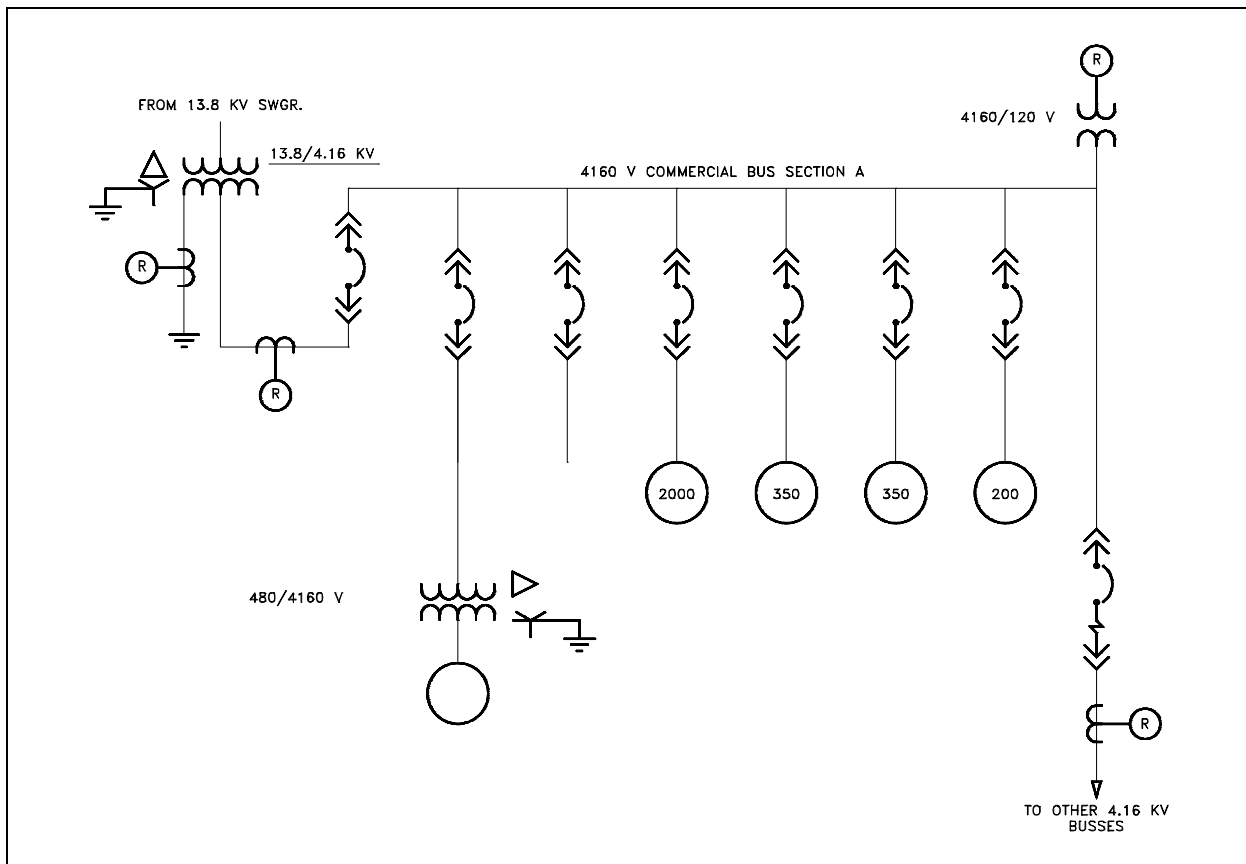 R
FROM 13.8 KV SWGR.
4160/120 V
13.8/4.16 KV
4160 V COMMERCIAL BUS SECTION A
R
R
2000
350
350
200
480/4160 V
R
TO OTHER 4.16 KV
BUSSES